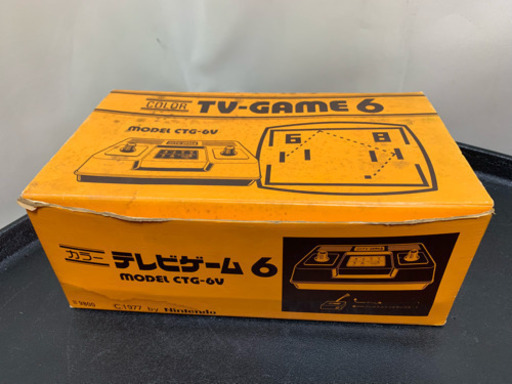 COLOR TV-GAME 6
MODEL CTG-6V
6 8
カラー テレビゲーム 6
MODEL CTG-6V
¥9800
C.1977 by Nintendo